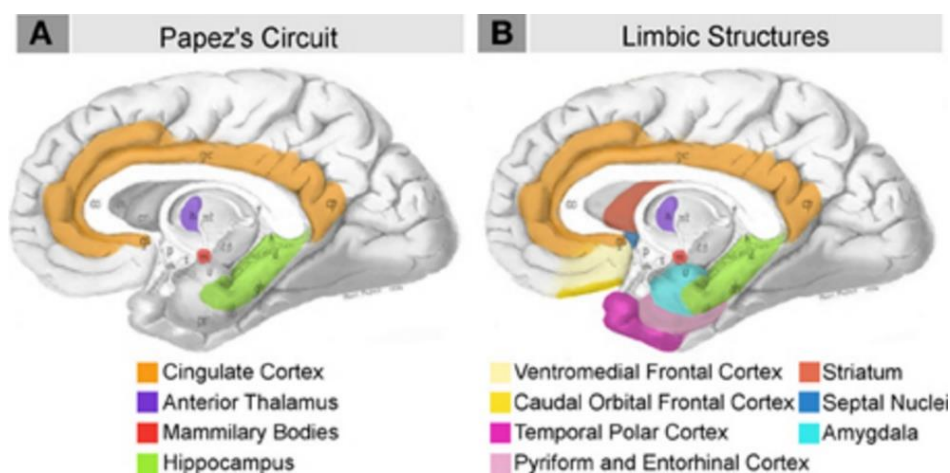 A Papez's Circuit
B Limbic Structures
Cingulate Cortex
Anterior Thalamus
Mammilary Bodies
Hippocampus
Ventromedial Frontal Cortex
Caudal Orbital Frontal Cortex
Temporal Polar Cortex
Pyriform and Entorhinal Cortex
Striatum
Septal Nuclei
Amygdala